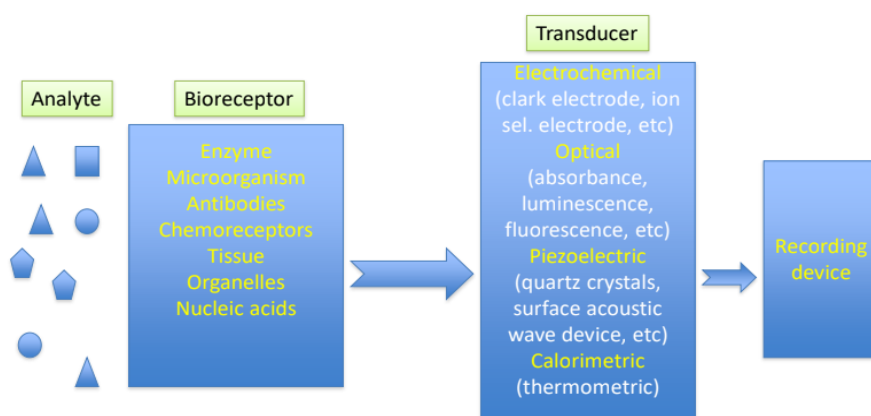 Transducer
Analyte
Bioreceptor
Enzyme
Microorganism
Antibodies
Chemoreceptors
Tissue
Organelles
Nucleic acids
Electrochemical
(clark electrode, ion
sel. electrode, etc)
Optical
(absorbance,
luminescence,
fluorescence, etc)
Piezoelectric
(quartz crystals,
surface acoustic
wave device, etc)
Calorimetric
(thermometric)
Recording
device